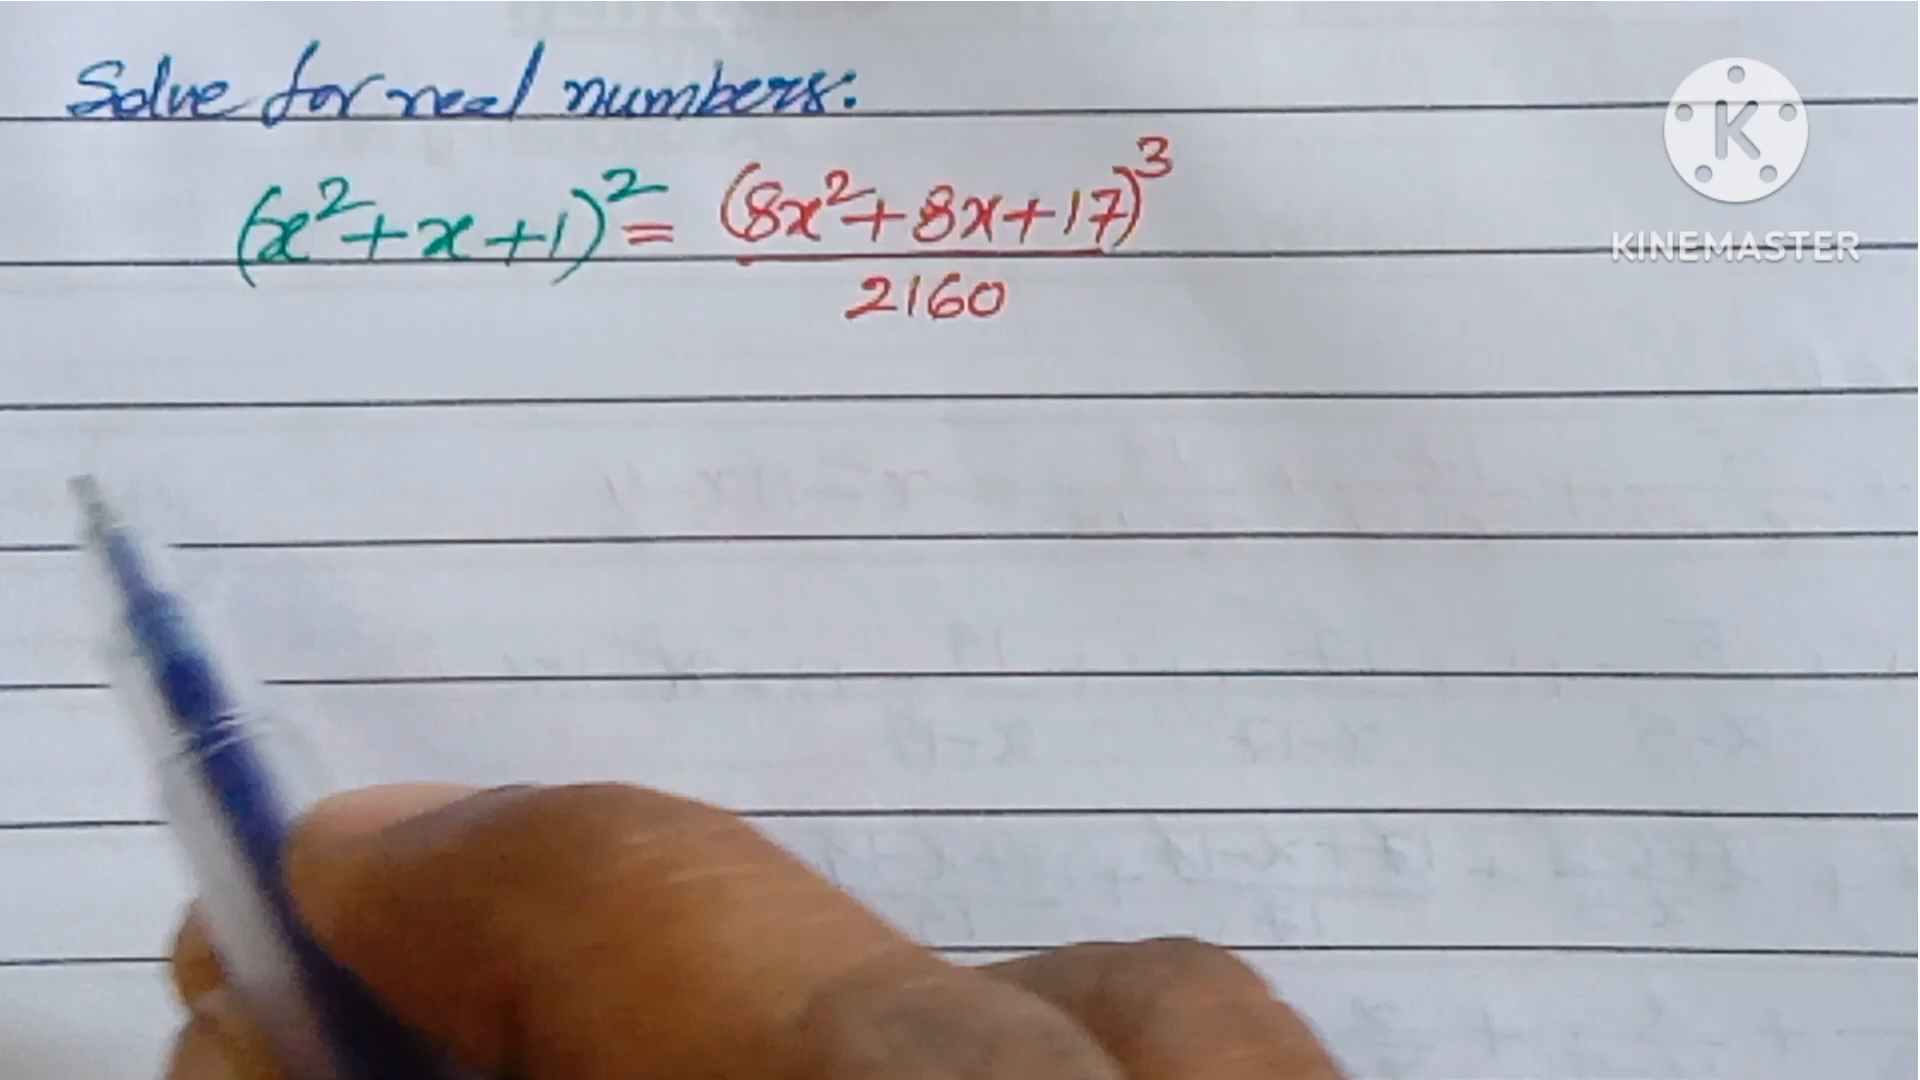 Solve for real numbers:
(x²+x+1)² = (8x²+8x+17)³
2160
K
KINEMASTER